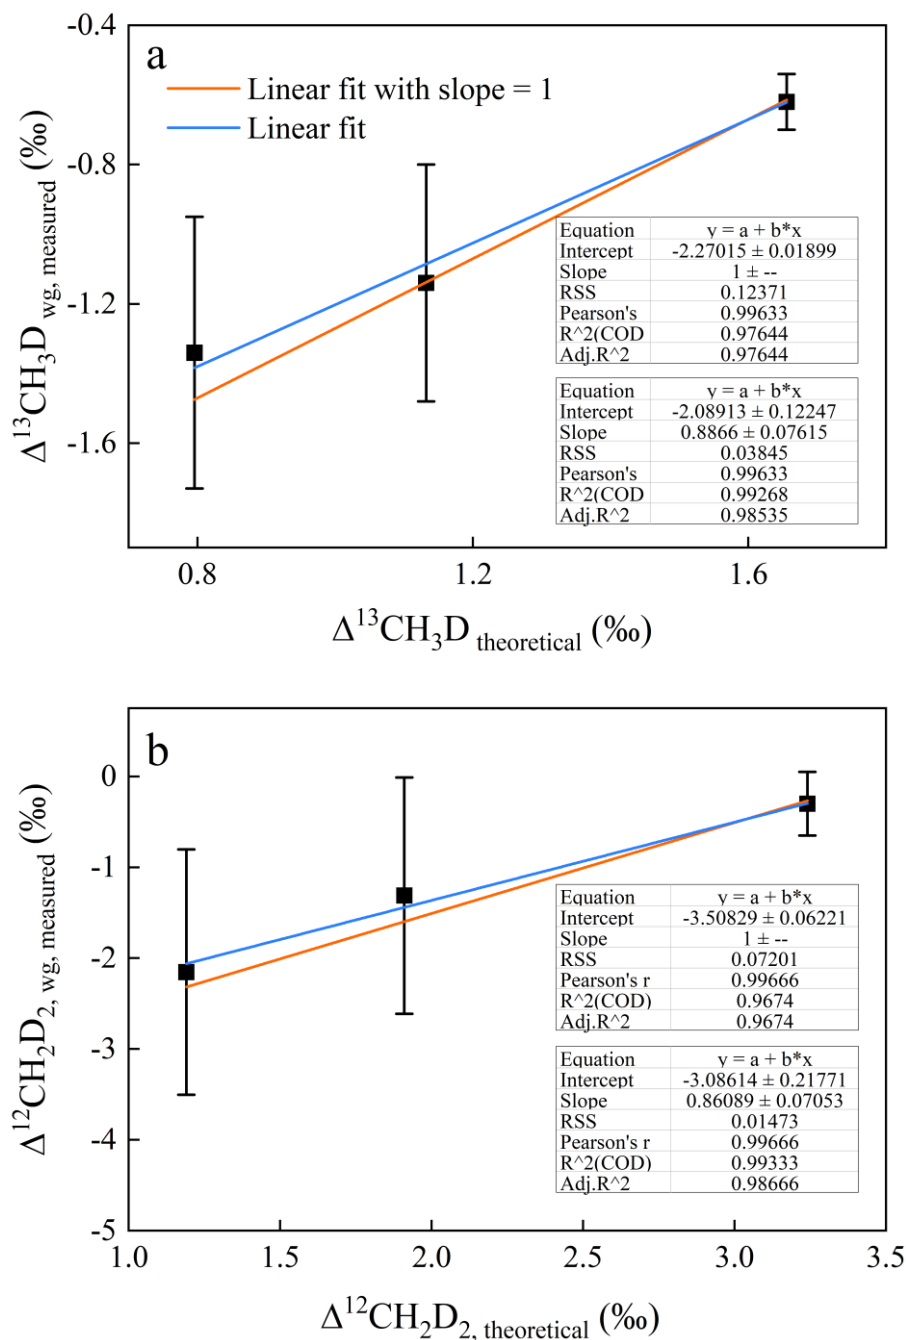 -0.4
a
Linear fit with slope = 1
Linear fit
-0.8
-1.2
-1.6
Δ¹³CH₃D wg, measured (‰)
Equation y = a + b*x
Intercept -2.27015 ± 0.01899
Slope 1 ± --
RSS 0.12371
Pearson's 0.99633
R^2(COD 0.97644
Adj.R^2 0.97644
Equation y = a + b*x
Intercept -2.08913 ± 0.12247
Slope 0.8866 ± 0.07615
RSS 0.03845
Pearson's 0.99633
R^2(COD 0.99268
Adj.R^2 0.98535
0.8 1.2 1.6
Δ¹³CH₃D theoretical (‰)
b
0
-1
-2
-3
-4
-5
Δ¹²CH₂D₂, wg, measured (‰)
Equation y = a + b*x
Intercept -3.50829 ± 0.06221
Slope 1 ± --
RSS 0.07201
Pearson's r 0.99666
R^2(COD) 0.9674
Adj.R^2 0.9674
Equation y = a + b*x
Intercept -3.08614 ± 0.21771
Slope 0.86089 ± 0.07053
RSS 0.01473
Pearson's r 0.99666
R^2(COD) 0.99333
Adj.R^2 0.98666
1.0 1.5 2.0 2.5 3.0 3.5
Δ¹²CH₂D₂, theoretical (‰)